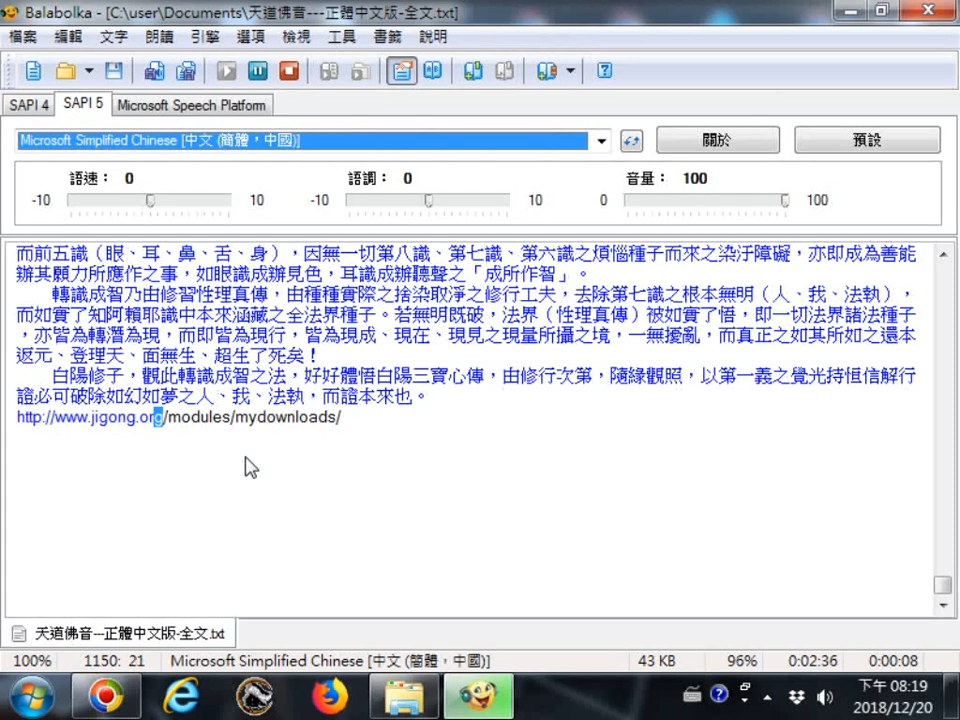 Balabolka - [C:\user\Documents\天道佛音---正體中文版-全文.txt]
檔案 編輯 文字 朗讀 引擎 選項 檢視 工具 書籤 說明
SAPI 4 SAPI 5 Microsoft Speech Platform
Microsoft Simplified Chinese [中文 (簡體，中國)] 關於 預設
語速： 0 語調： 0 音量： 100
-10 10 -10 10 0 100
而前五識（眼、耳、鼻、舌、身），因無一切第八識、第七識、第六識之煩惱種子而來之染汙障礙，亦即成為善能
辦其願力所應作之事，如眼識成辦見色，耳識成辦聽聲之「成所作智」。
轉識成智乃由修習性理真傳，由種種實際之捨染取淨之修行工夫，去除第七識之根本無明（人、我、法執），
而如實了知阿賴耶識中本來涵藏之全法界種子。若無明既破，法界（性理真傳）被如實了悟，即一切法界諸法種子
，亦皆為轉潛為現，而即皆為現行，皆為現成、現在、現見之現量所攝之境，一無擾亂，而真正之如其所如之還本
返元、登理天、面無生、超生了死矣！
白陽修子，觀此轉識成智之法，好好體悟白陽三寶心傳，由修行次第，隨緣觀照，以第一義之覺光持恒信解行
證必可破除如幻如夢之人、我、法執，而證本來也。
http://www.jigong.org/modules/mydownloads/
天道佛音---正體中文版-全文.txt
100% 1150: 21 Microsoft Simplified Chinese [中文 (簡體，中國)] 43 KB 96% 0:02:36 0:00:08
下午 08:19
2018/12/20